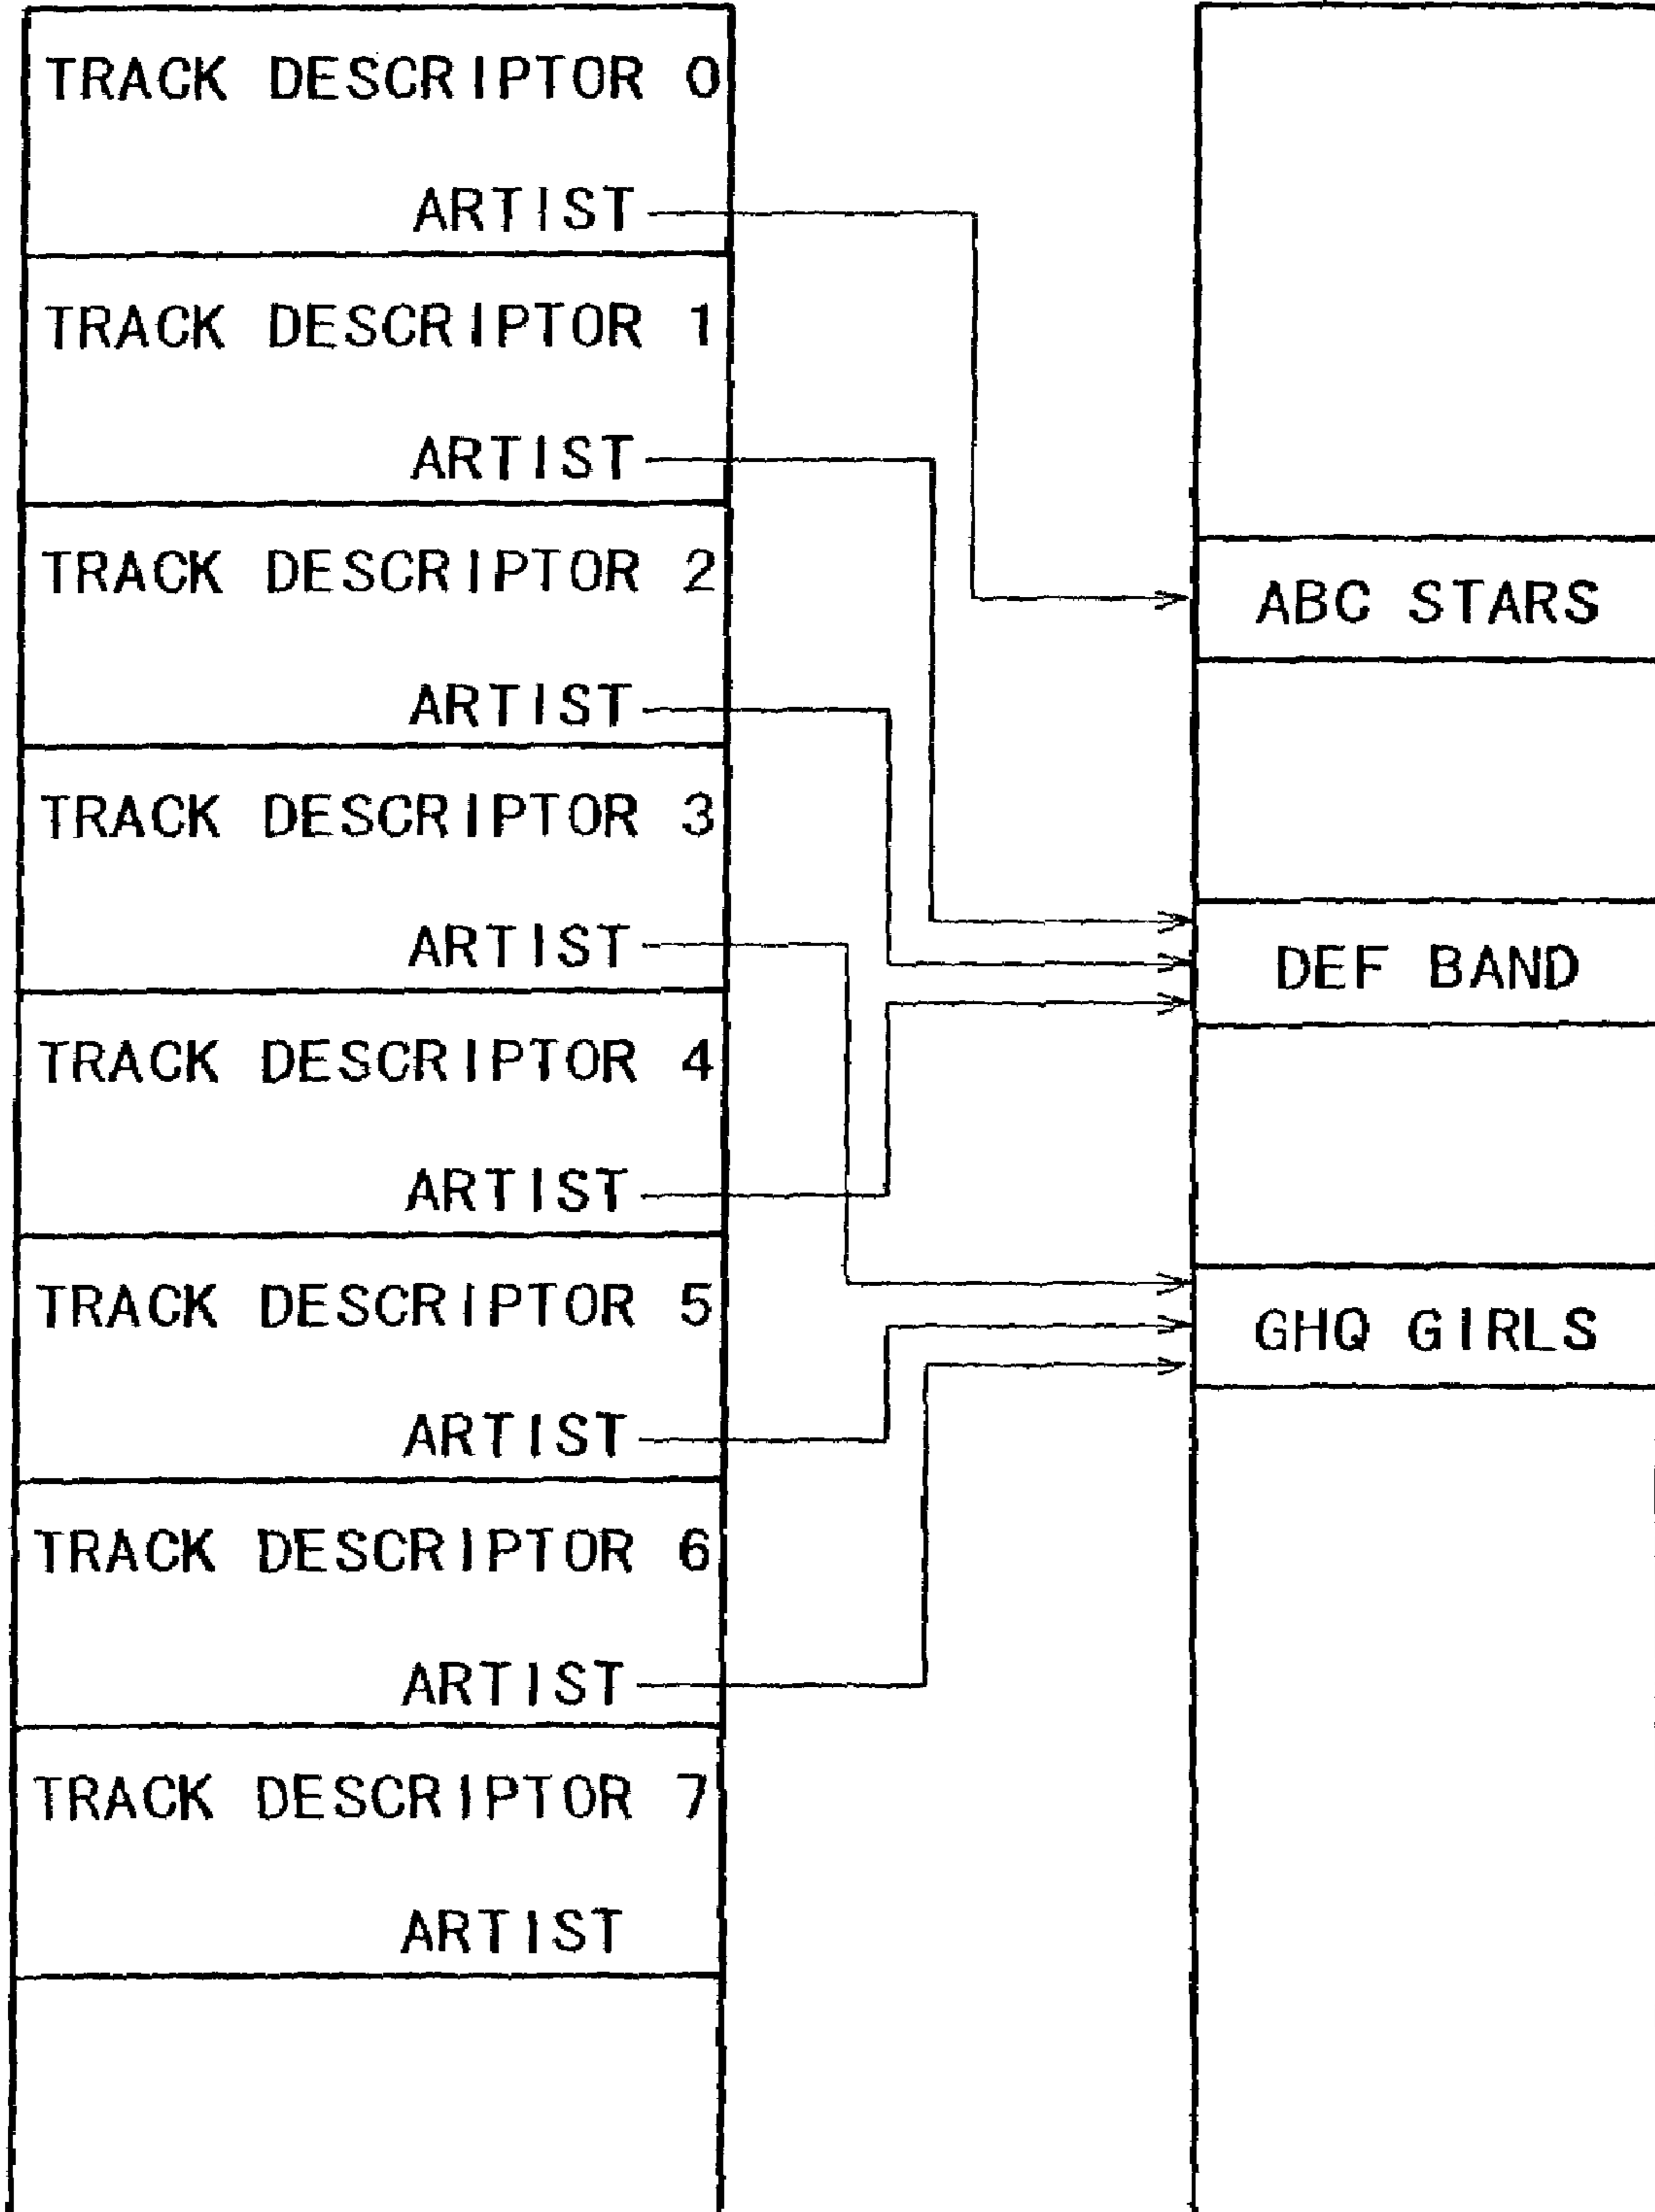 TRACK DESCRIPTOR 0
ARTIST
TRACK DESCRIPTOR 1
ARTIST
TRACK DESCRIPTOR 2
ARTIST
TRACK DESCRIPTOR 3
ARTIST
TRACK DESCRIPTOR 4
ARTIST
TRACK DESCRIPTOR 5
ARTIST
TRACK DESCRIPTOR 6
ARTIST
TRACK DESCRIPTOR 7
ARTIST
ABC STARS
DEF BAND
GHQ GIRLS